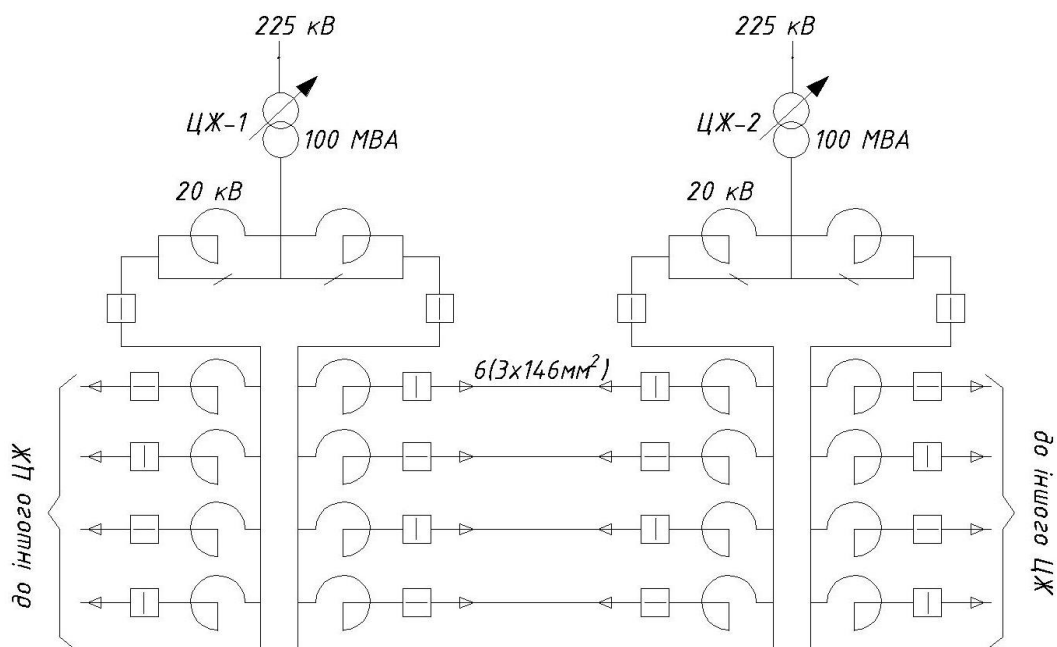 225 кВ
225 кВ
ЦЖ-1
100 МВА
ЦЖ-2
100 МВА
20 кВ
20 кВ
6(3х146мм²)
до іншого ЦЖ
до іншого ЦЖ